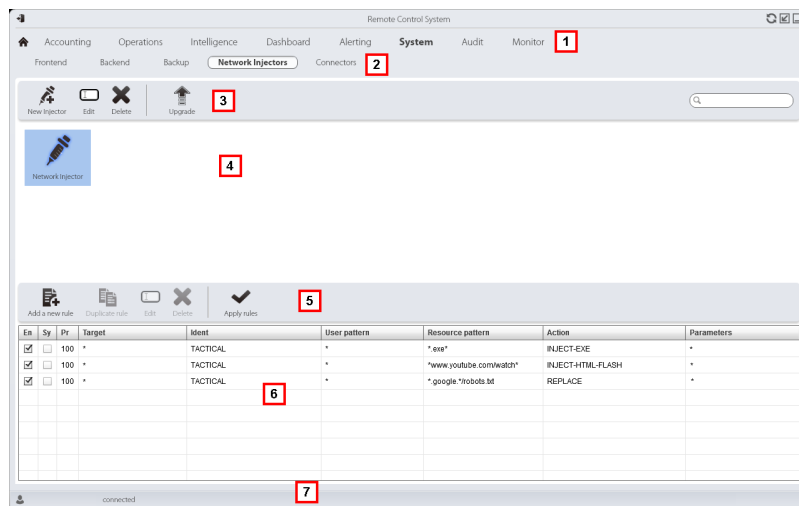 Remote Control System
Accounting Operations Intelligence Dashboard Alerting System Audit Monitor 1
Frontend Backend Backup Network Injectors Connectors 2
New Injector Edit Delete Upgrade 3
4
Network Injector
Add a new rule Duplicate rule Edit Delete Apply rules 5
En Sy Pr Target Ident User pattern Resource pattern Action Parameters
100 * TACTICAL * *.exe* INJECT-EXE *
100 * TACTICAL * *www.youtube.com/watch* INJECT-HTML-FLASH *
100 * TACTICAL * *.google.*/robots.txt REPLACE *
6
connected 7